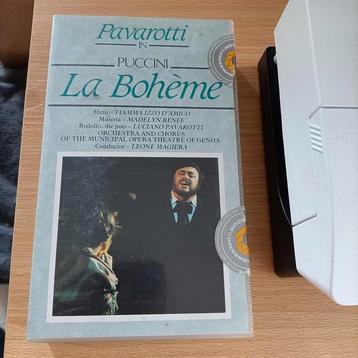 Pavarotti
IN
PUCCINI
La Bohème
Mimi – FIAMMA IZZO D'AMICO
Musetta – MADELYN RENEE
Rodolfo, the poet – LUCIANO PAVAROTTI
ORCHESTRA AND CHORUS
OF THE MUNICIPAL OPERA THEATRE OF GENOA
Conductor – LEONE MAGIERA